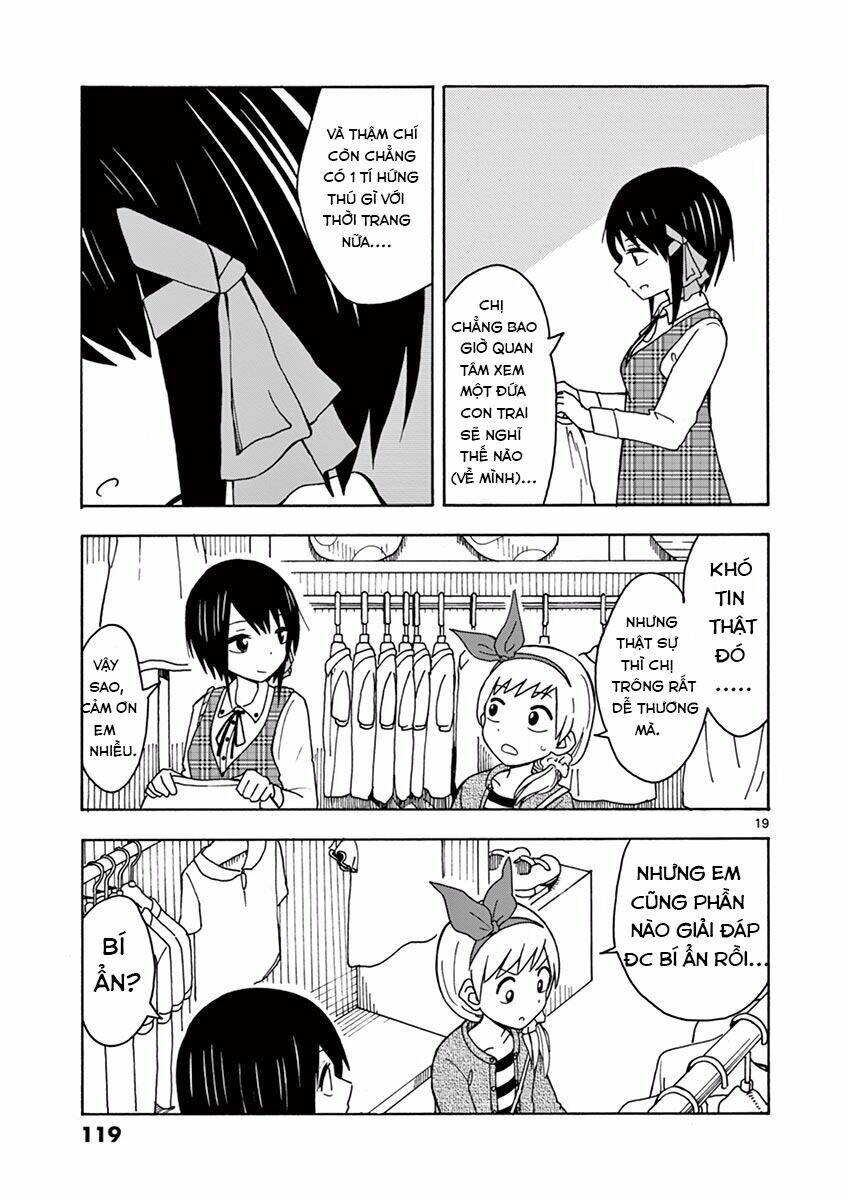 CHỊ
CHẲNG BAO
GIỜ QUAN
TÂM XEM
MỘT ĐỨA
CON TRAI
SẼ NGHĨ
THẾ NÀO
(VỀ MÌNH)...
VÀ THẬM CHÍ
CÒN CHẲNG
CÓ 1 TÍ HỨNG
THÚ GÌ VỚI
THỜI TRANG
NỮA....
KHÓ
TIN
THẬT
ĐÓ
.....
NHƯNG
THẬT SỰ
THÌ CHỊ
TRÔNG RẤT
DỄ THƯƠNG
MÀ.
VẬY
SAO,
CẢM ƠN
EM
NHIỀU.
19
NHƯNG EM
CŨNG PHẦN
NÀO GIẢI ĐÁP
ĐC BÍ ẨN RỒI...
BÍ
ẨN?
119